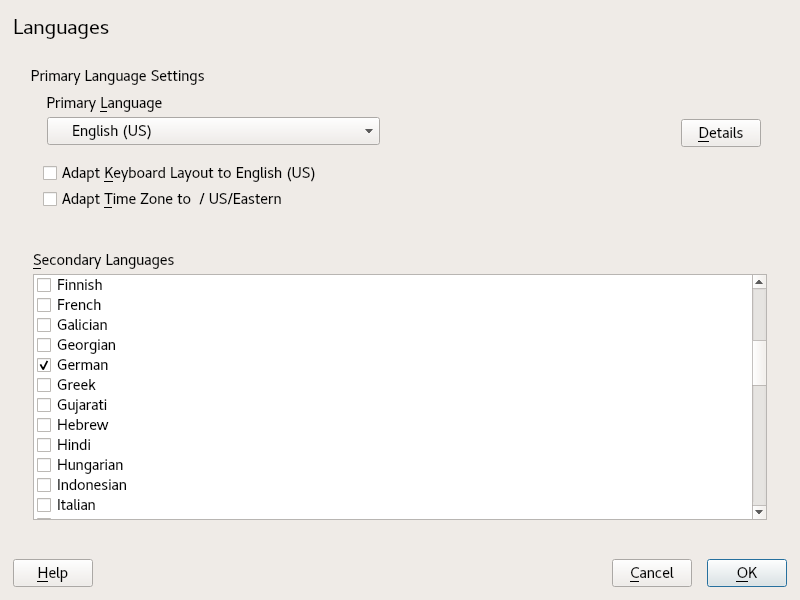 Languages
Primary Language Settings
Primary Language
English (US)
Details
Adapt Keyboard Layout to English (US)
Adapt Time Zone to  / US/Eastern
Secondary Languages
Finnish
French
Galician
Georgian
German
Greek
Gujarati
Hebrew
Hindi
Hungarian
Indonesian
Italian
Help
Cancel
OK